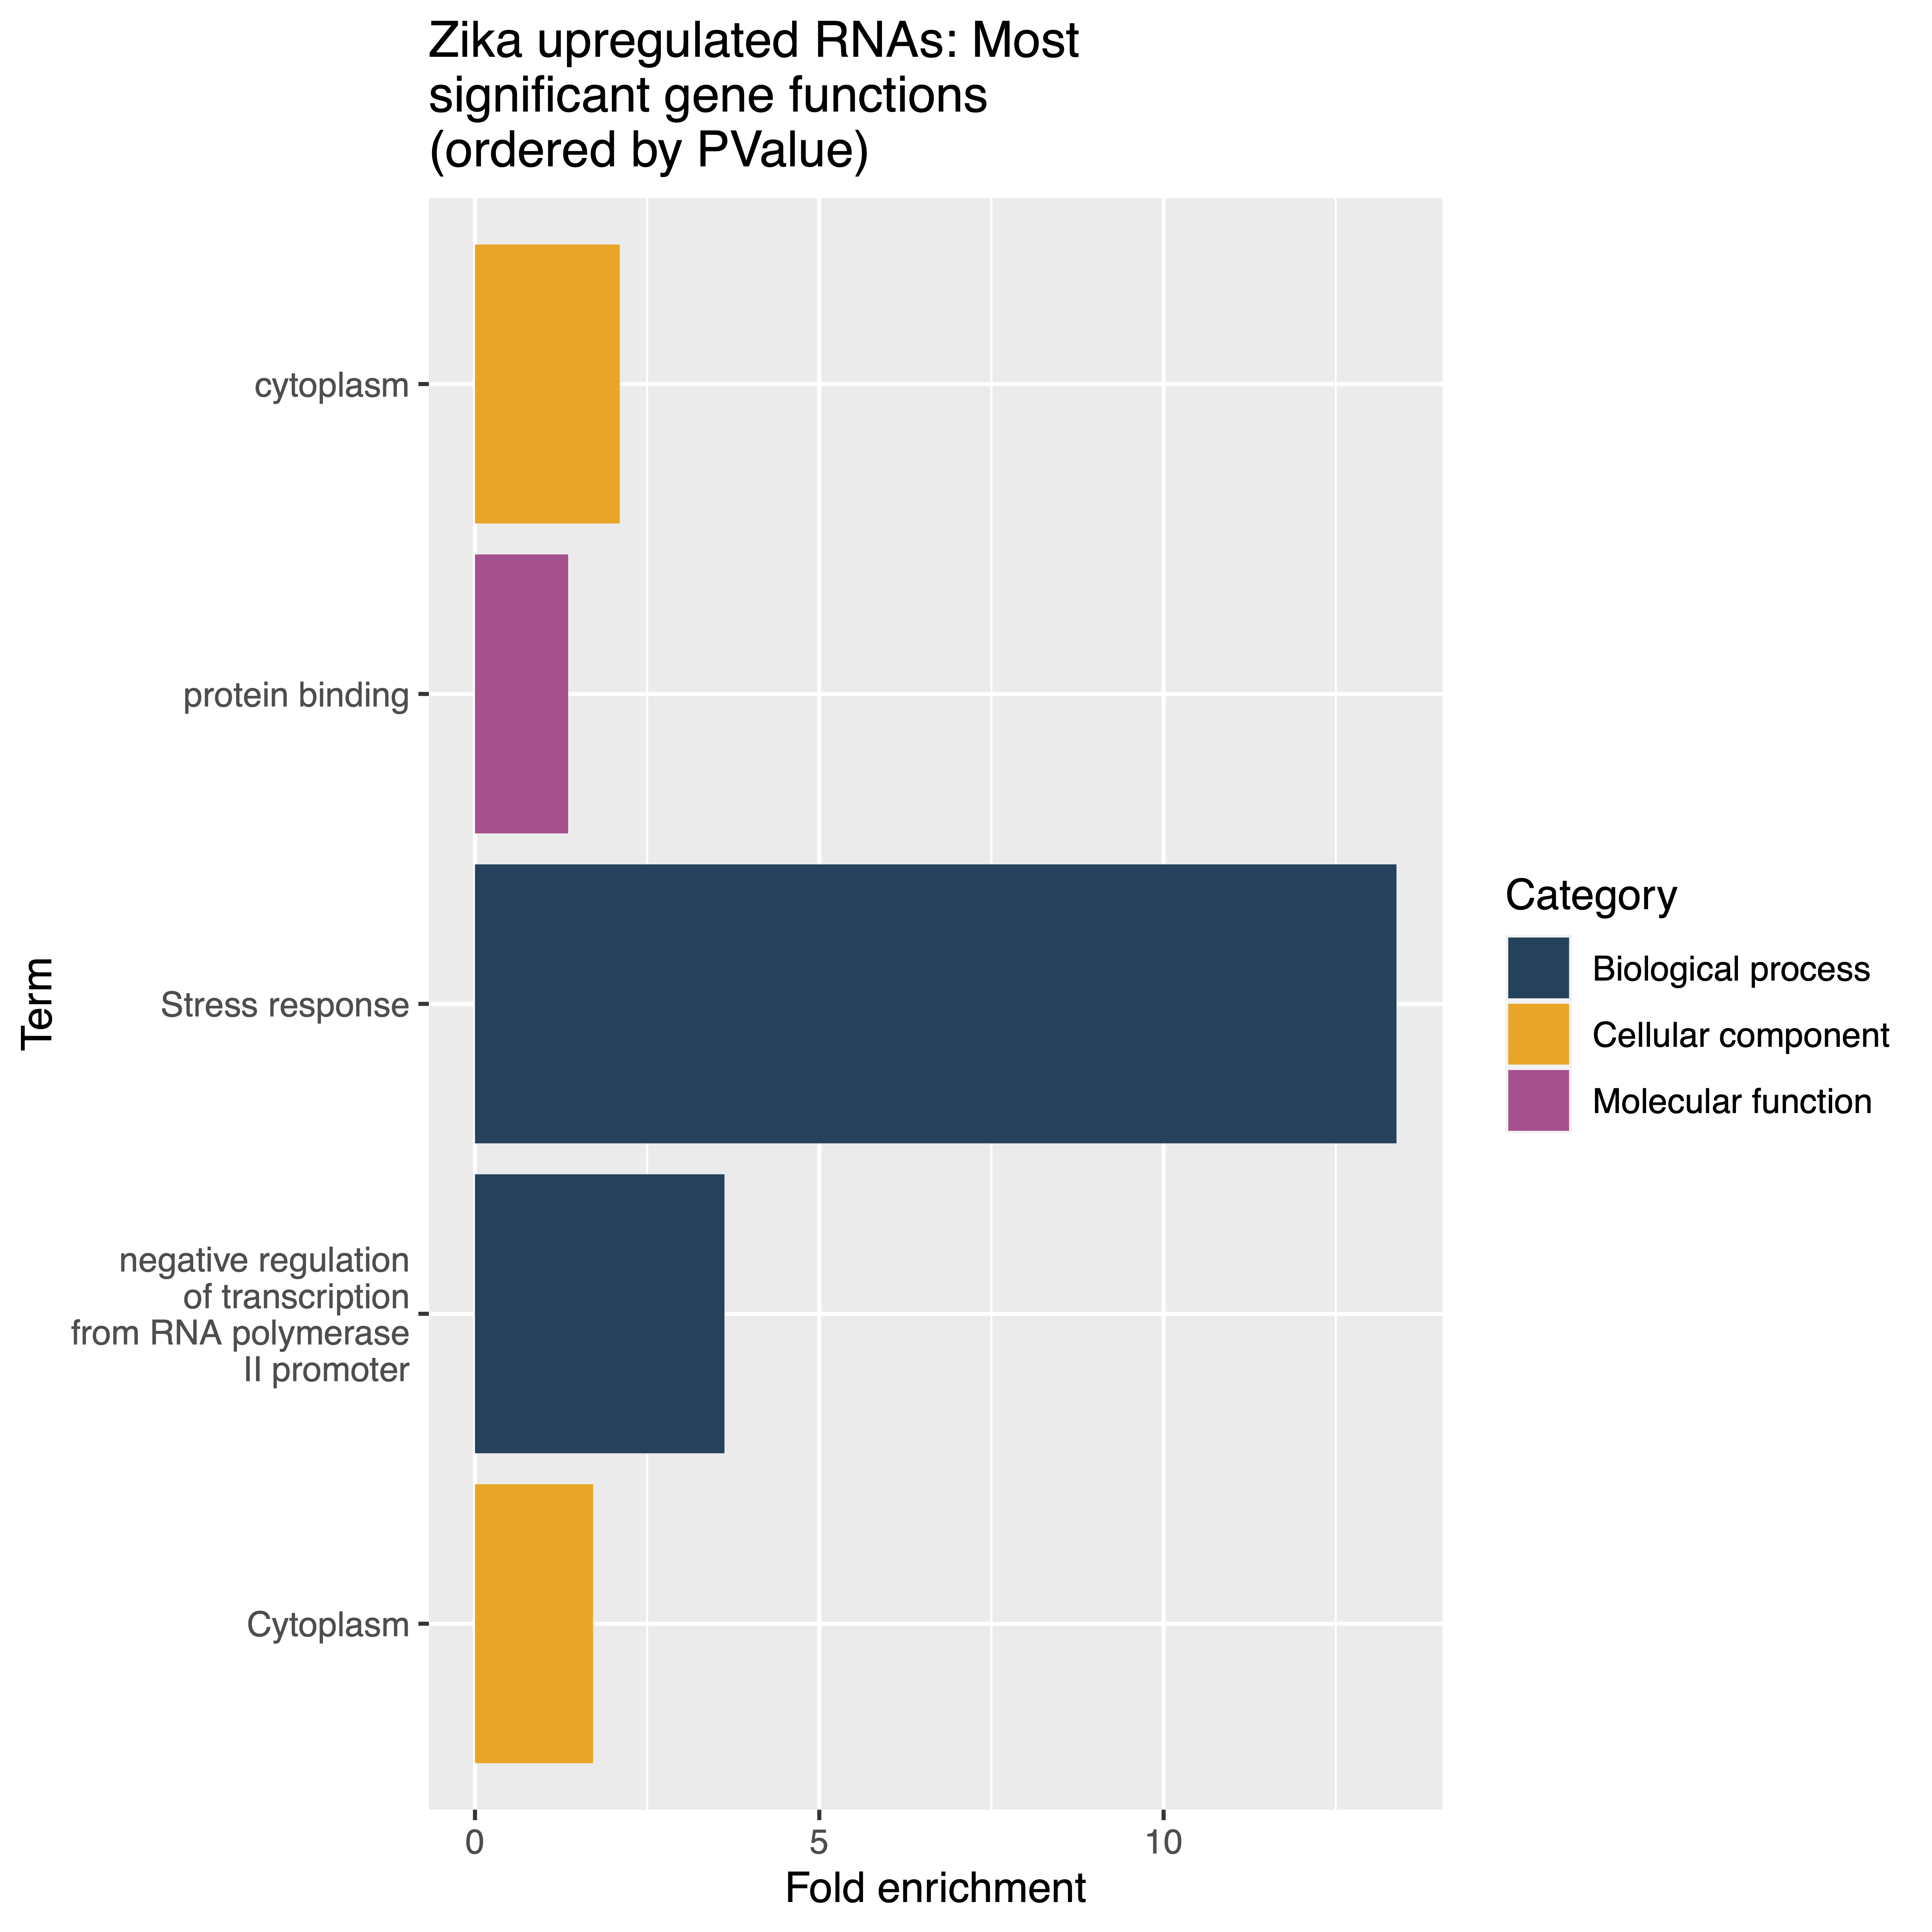 Zika upregulated RNAs: Most
significant gene functions
(ordered by PValue)
cytoplasm
protein binding
Stress response
negative regulation
of transcription
from RNA polymerase
II promoter
Cytoplasm
Term
0
5
10
Fold enrichment
Category
Biological process
Cellular component
Molecular function